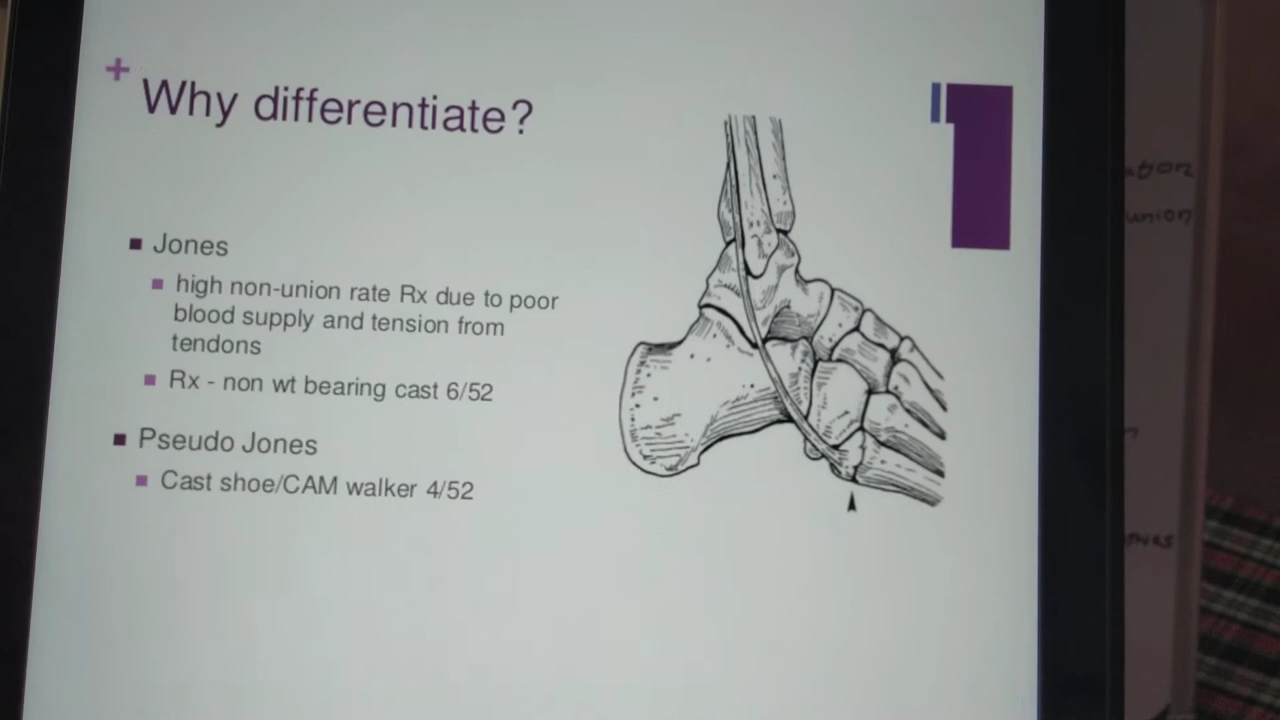 +
Why differentiate?
Jones
high non-union rate Rx due to poor
blood supply and tension from
tendons
Rx - non wt bearing cast 6/52
Pseudo Jones
Cast shoe/CAM walker 4/52
union